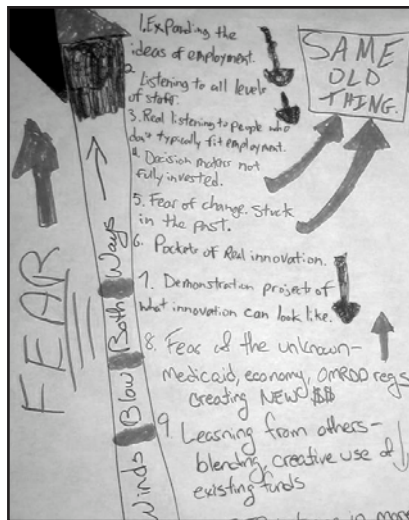 1. Expanding the
ideas of employment.
2. Listening to all levels
of staff.
3. Real listening to people who
don't typically fit employment.
4. Decision makers not
fully invested.
5. Fear of change. Stuck
in the past.
6. Pockets of Real innovation.
7. Demonstration projects of
what innovation can look like.
8. Fear of the unknown-
medicaid, economy, OMRDD regs
creating NEW $$
9. Learning from others-
blending, creative use of
existing funds
SAME
OLD
THING.
FEAR
Winds Blow Both Ways